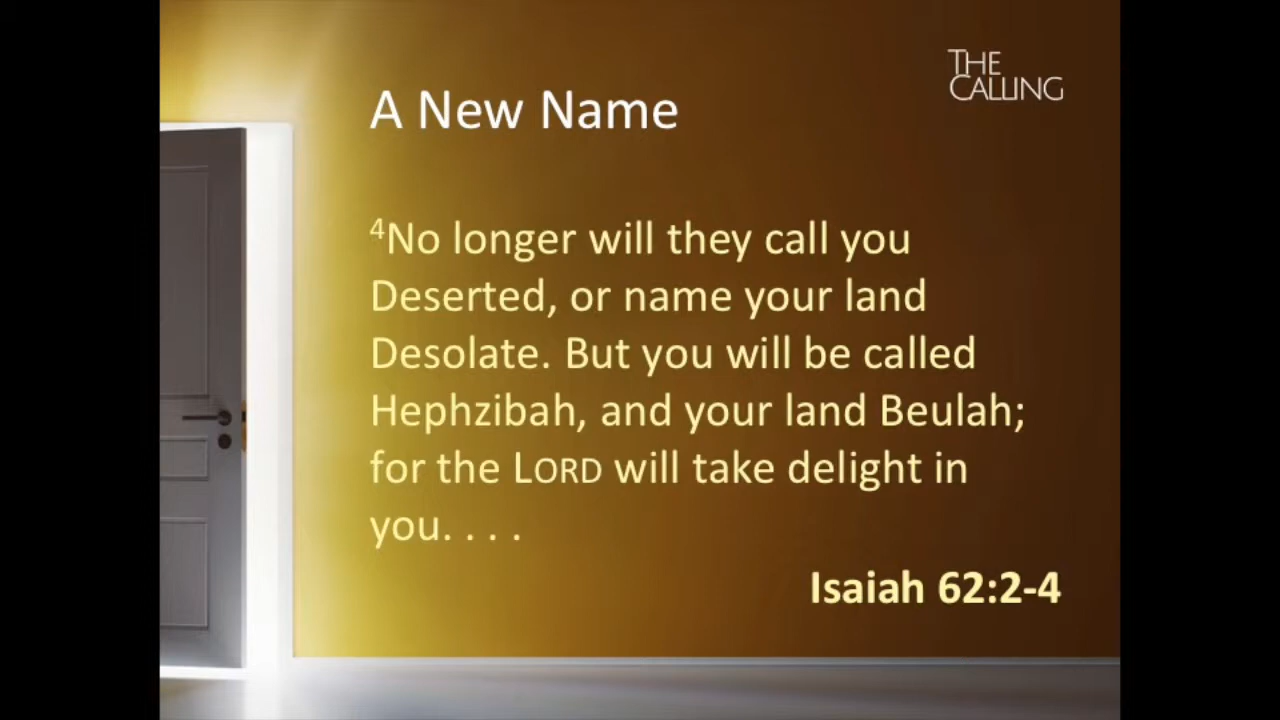 THE
CALLING
A New Name
⁴No longer will they call you
Deserted, or name your land
Desolate. But you will be called
Hephzibah, and your land Beulah;
for the LORD will take delight in
you. . . .
Isaiah 62:2-4